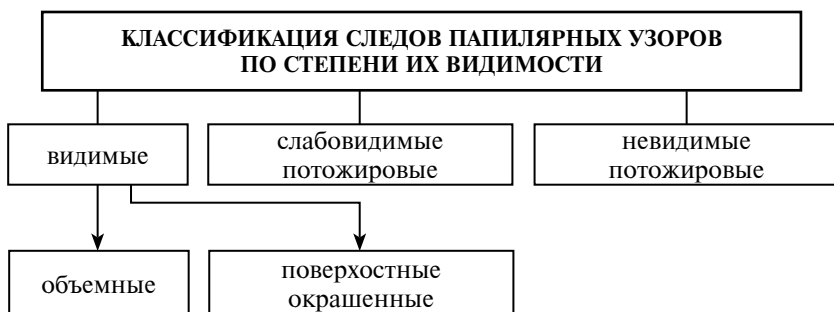 КЛАССИФИКАЦИЯ СЛЕДОВ ПАПИЛЯРНЫХ УЗОРОВ
ПО СТЕПЕНИ ИХ ВИДИМОСТИ
видимые
слабовидимые
потожировые
невидимые
потожировые
объемные
поверхостные
окрашенные